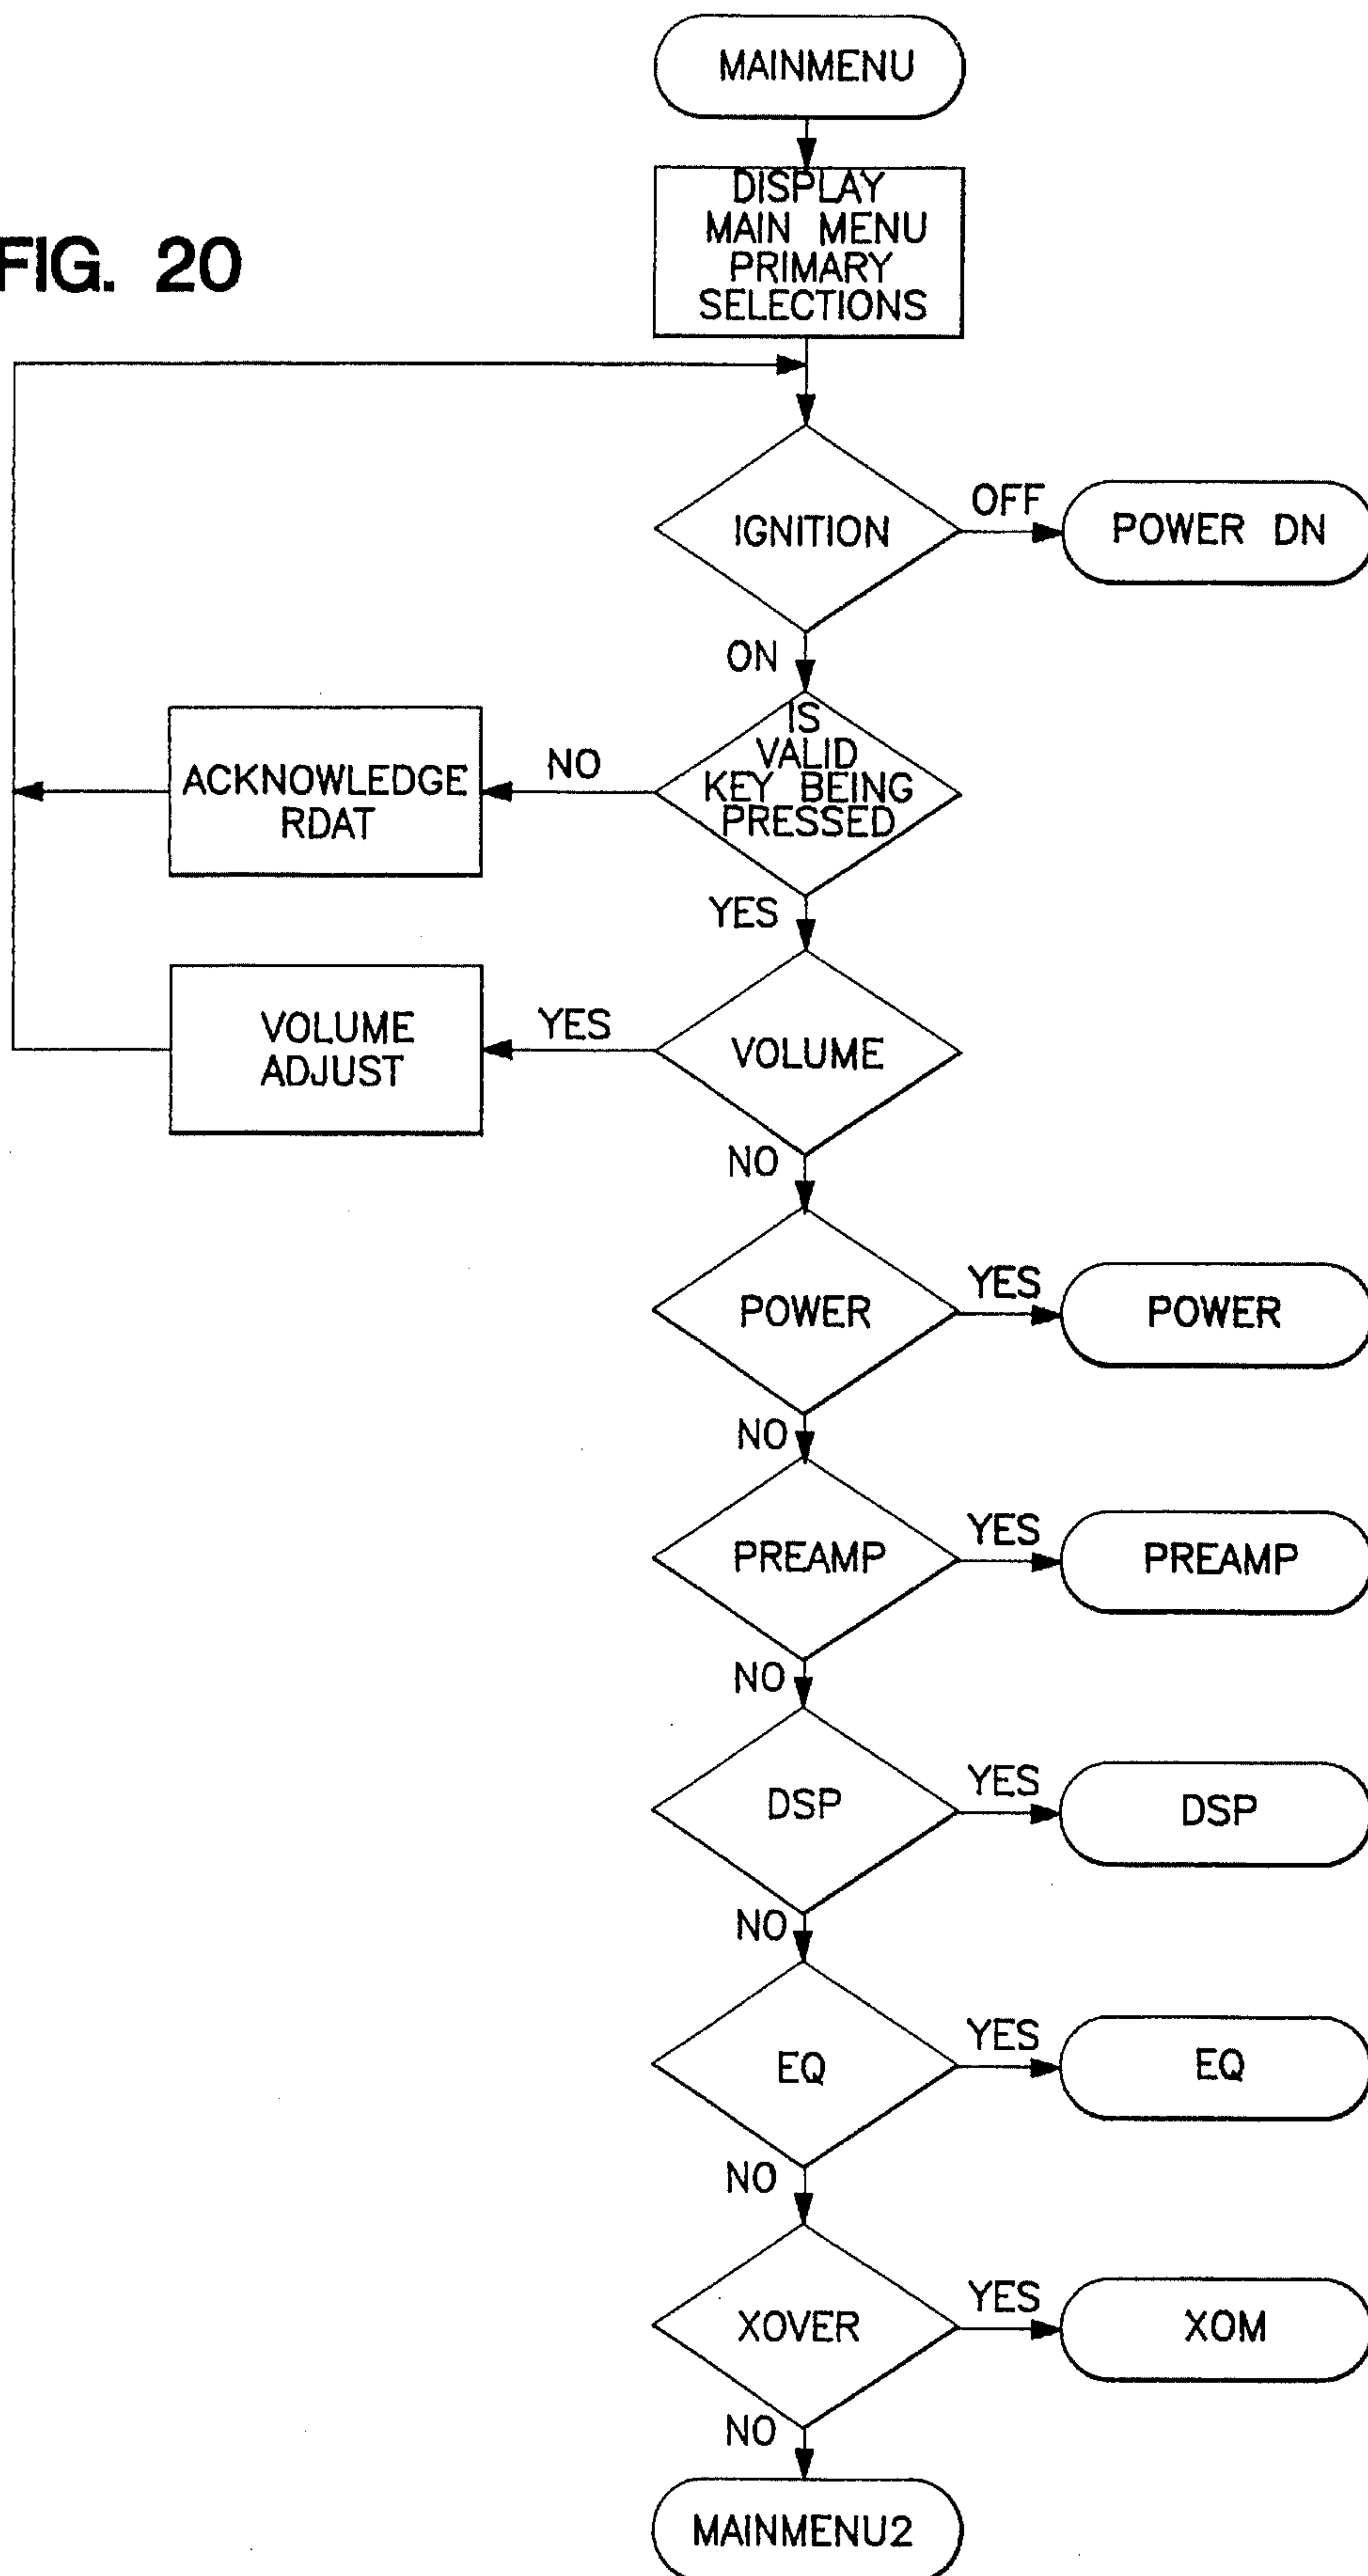 MAINMENU
DISPLAY
MAIN MENU
PRIMARY
SELECTIONS
FIG. 20
IGNITION
OFF
POWER DN
ON
IS
VALID
KEY BEING
PRESSED
NO
ACKNOWLEDGE
RDAT
YES
VOLUME
YES
VOLUME
ADJUST
NO
POWER
YES
POWER
NO
PREAMP
YES
PREAMP
NO
DSP
YES
DSP
NO
EQ
YES
EQ
NO
XOVER
YES
XOM
NO
MAINMENU2